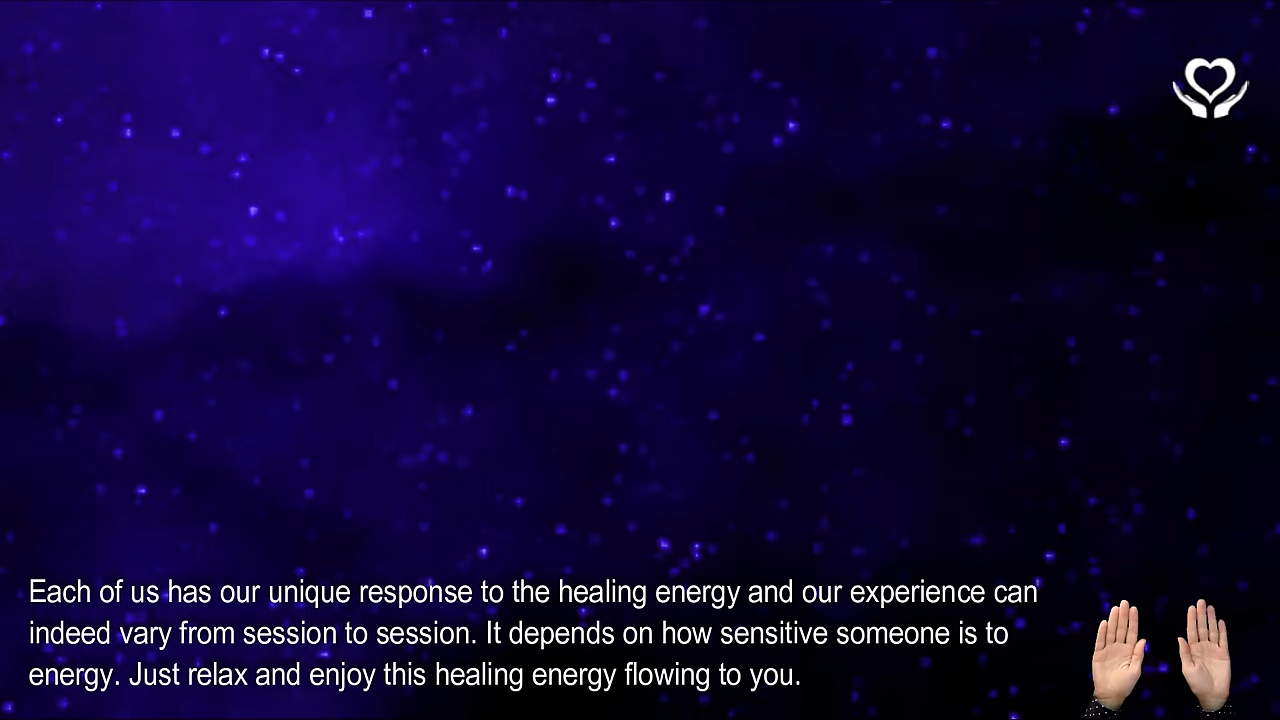 Each of us has our unique response to the healing energy and our experience can
indeed vary from session to session. It depends on how sensitive someone is to
energy. Just relax and enjoy this healing energy flowing to you.